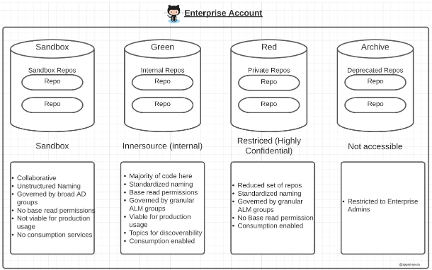 Enterprise Account
Sandbox
Sandbox Repos
Repo
Repo
Green
Internal Repos
Repo
Repo
Red
Private Repos
Repo
Repo
Archive
Deprecated Repos
Repo
Repo
Sandbox
Innersource (internal)
Restriced (Highly
Confidential)
Not accessible
• Collaborative
• Unstructured Naming
• Governed by broad AD
groups
• No base read permissions
• Not viable for production
usage
• No consumption services
• Majority of code here
• Standardized naming
• Base read permissions
• Governed by granular
ALM groups
• Viable for production
usage
• Topics for discoverability
• Consumption enabled
• Reduced set of repos
• Standardized naming
• Governed by granular
ALM groups
• No Base read permission
• Consumption enabled
• Restricted to Enterprise
Admins